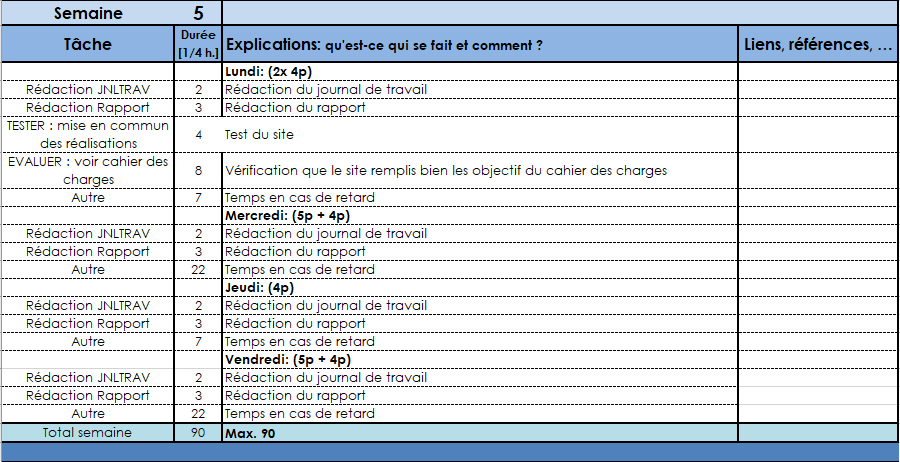 Semaine 5
Tâche Durée [1/4 h.] Explications: qu'est-ce qui se fait et comment ? Liens, références, ...
Lundi: (2x 4p)
Rédaction JNLTRAV 2 Rédaction du journal de travail
Rédaction Rapport 3 Rédaction du rapport
TESTER : mise en commun des réalisations 4 Test du site
EVALUER : voir cahier des charges 8 Vérification que le site remplis bien les objectif du cahier des charges
Autre 7 Temps en cas de retard
Mercredi: (5p + 4p)
Rédaction JNLTRAV 2 Rédaction du journal de travail
Rédaction Rapport 3 Rédaction du rapport
Autre 22 Temps en cas de retard
Jeudi: (4p)
Rédaction JNLTRAV 2 Rédaction du journal de travail
Rédaction Rapport 3 Rédaction du rapport
Autre 7 Temps en cas de retard
Vendredi: (5p + 4p)
Rédaction JNLTRAV 2 Rédaction du journal de travail
Rédaction Rapport 3 Rédaction du rapport
Autre 22 Temps en cas de retard
Total semaine 90 Max. 90